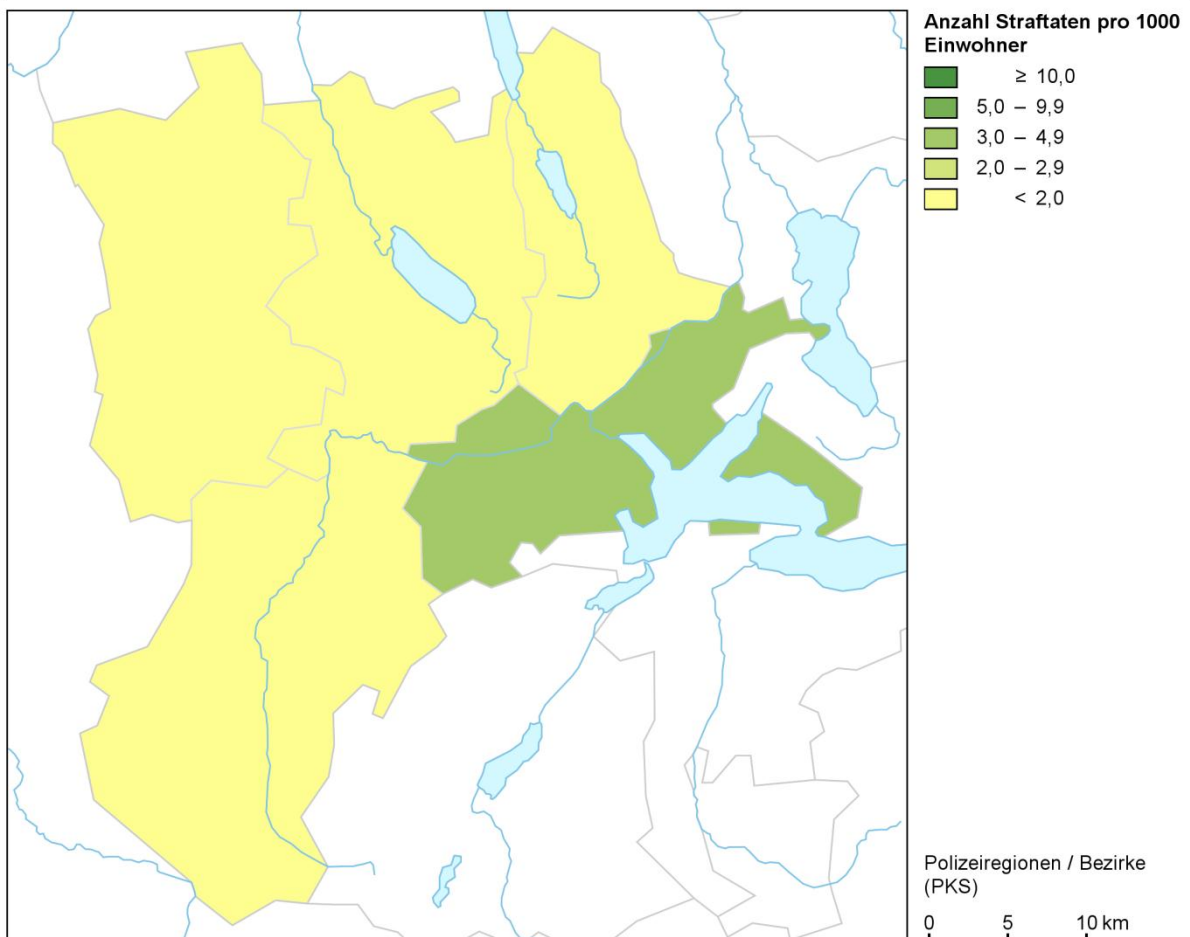 Anzahl Straftaten pro 1000
Einwohner
≥ 10,0
5,0 – 9,9
3,0 – 4,9
2,0 – 2,9
< 2,0
Polizeiregionen / Bezirke
(PKS)
0 5 10 km